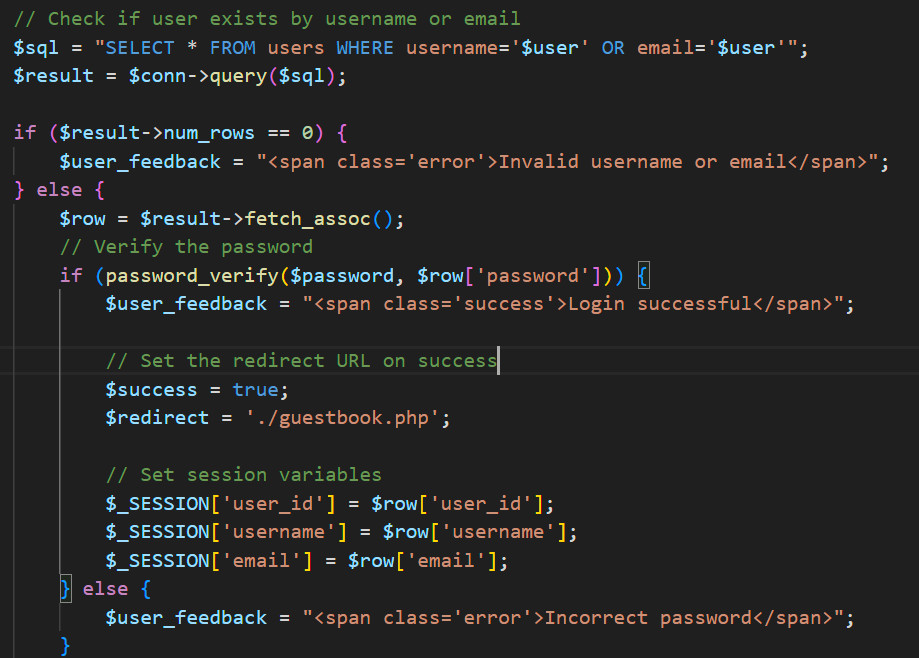 // Check if user exists by username or email
$sql = "SELECT * FROM users WHERE username='$user' OR email='$user'";
$result = $conn->query($sql);
if ($result->num_rows == 0) {
$user_feedback = "<span class='error'>Invalid username or email</span>";
} else {
$row = $result->fetch_assoc();
// Verify the password
if (password_verify($password, $row['password'])) {
$user_feedback = "<span class='success'>Login successful</span>";
// Set the redirect URL on success
$success = true;
$redirect = './guestbook.php';
// Set session variables
$_SESSION['user_id'] = $row['user_id'];
$_SESSION['username'] = $row['username'];
$_SESSION['email'] = $row['email'];
} else {
$user_feedback = "<span class='error'>Incorrect password</span>";
}